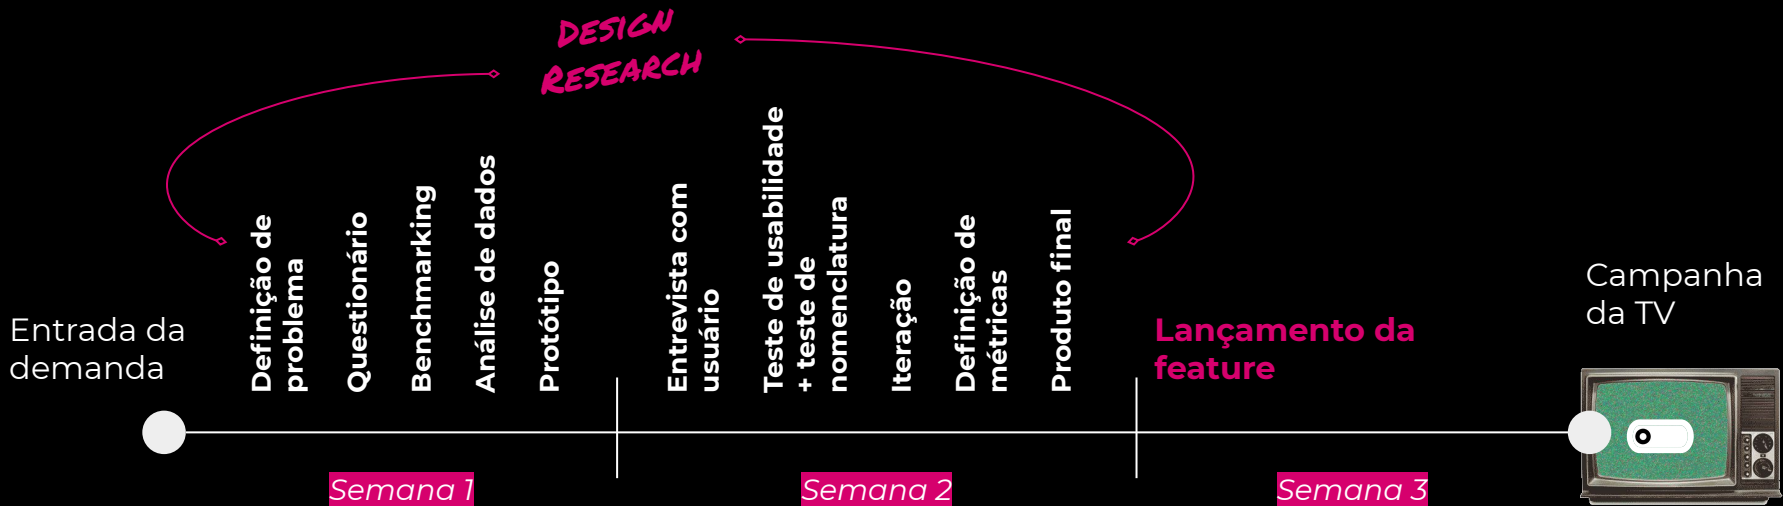 DESIGN
RESEARCH
Entrada da
demanda
Definição de
problema
Questionário
Benchmarking
Análise de dados
Protótipo
Entrevista com
usuário
Teste de usabilidade
+ teste de
nomenclatura
Iteração
Definição de
métricas
Produto final
Lançamento da
feature
Campanha
da TV
Semana 1
Semana 2
Semana 3